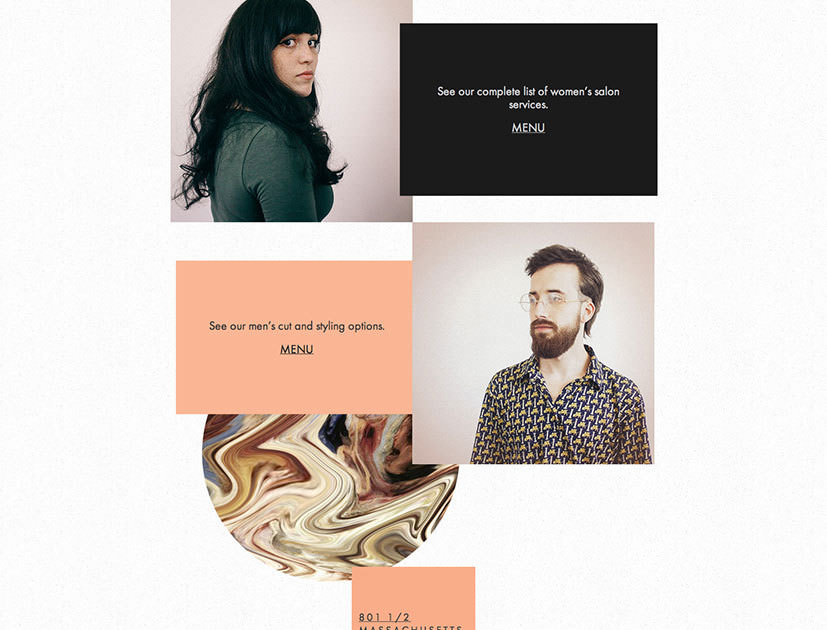 See our complete list of women's salon
services.
MENU
See our men's cut and styling options.
MENU
801 1/2
MASSACHUSETTS